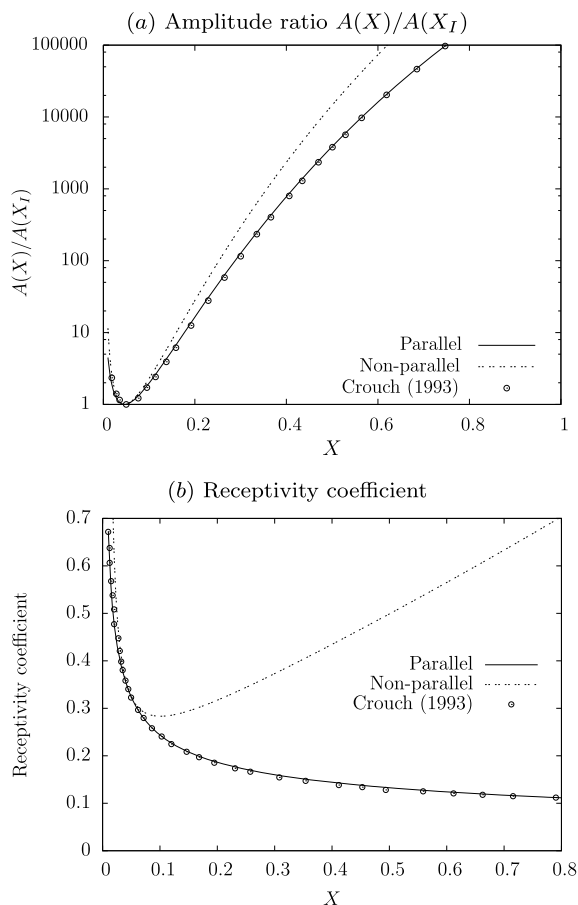 (a) Amplitude ratio A(X)/A(X_I)
100000
10000
1000
100
10
1
A(X)/A(X_I)
Parallel
Non-parallel
Crouch (1993)
0 0.2 0.4 0.6 0.8 1
X
(b) Receptivity coefficient
0.7
0.6
0.5
0.4
0.3
0.2
0.1
0
Receptivity coefficient
Parallel
Non-parallel
Crouch (1993)
0 0.1 0.2 0.3 0.4 0.5 0.6 0.7 0.8
X